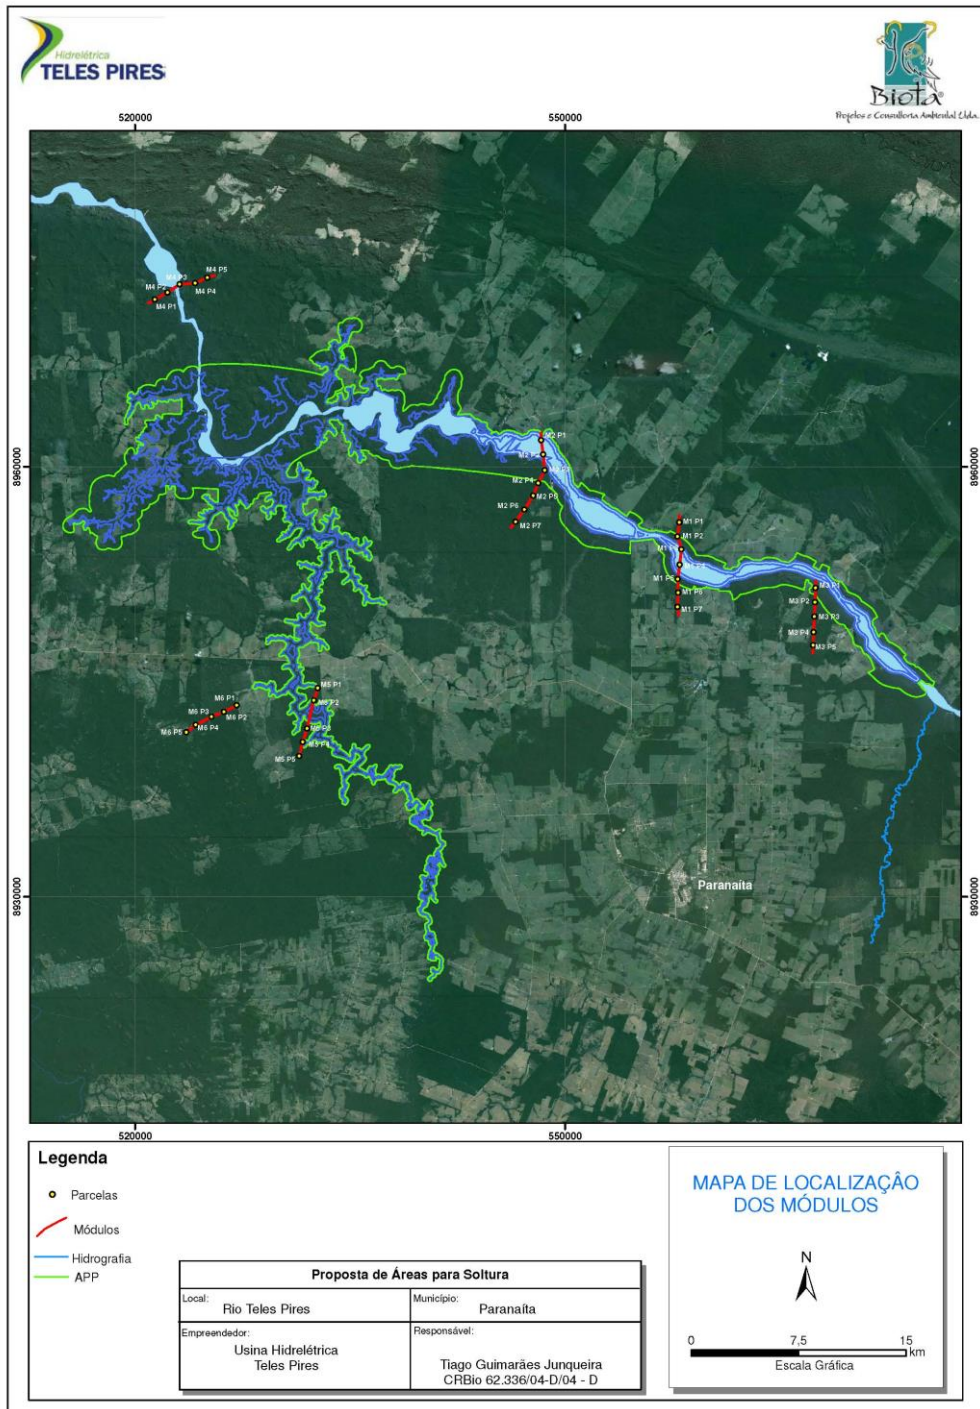 Hidrelétrica
TELES PIRES
Biota
Projetos e Consultoria Ambiental Ltda.
520000
550000
M4 P5
M4 P3
M4 P2
M4 P4
M4 P1
8960000
8960000
M2 P1
M2 P4
M2 P5
M2 P6
M2 P7
M1 P1
M1 P2
M1 P6
M1 P7
M3 P1
M3 P2
M3 P3
M3 P4
M3 P5
M5 P1
M6 P1
M6 P3
M6 P2
M6 P4
M5 P5
Paranaíta
8930000
8930000
520000
550000
Legenda
Parcelas
Módulos
Hidrografia
APP
Proposta de Áreas para Soltura
Local:
Rio Teles Pires
Município:
Paranaíta
Empreendedor:
Usina Hidrelétrica
Teles Pires
Responsável:
Tiago Guimarães Junqueira
CRBio 62.336/04-D/04 - D
MAPA DE LOCALIZAÇÂO
DOS MÓDULOS
N
0 7,5 15
km
Escala Gráfica